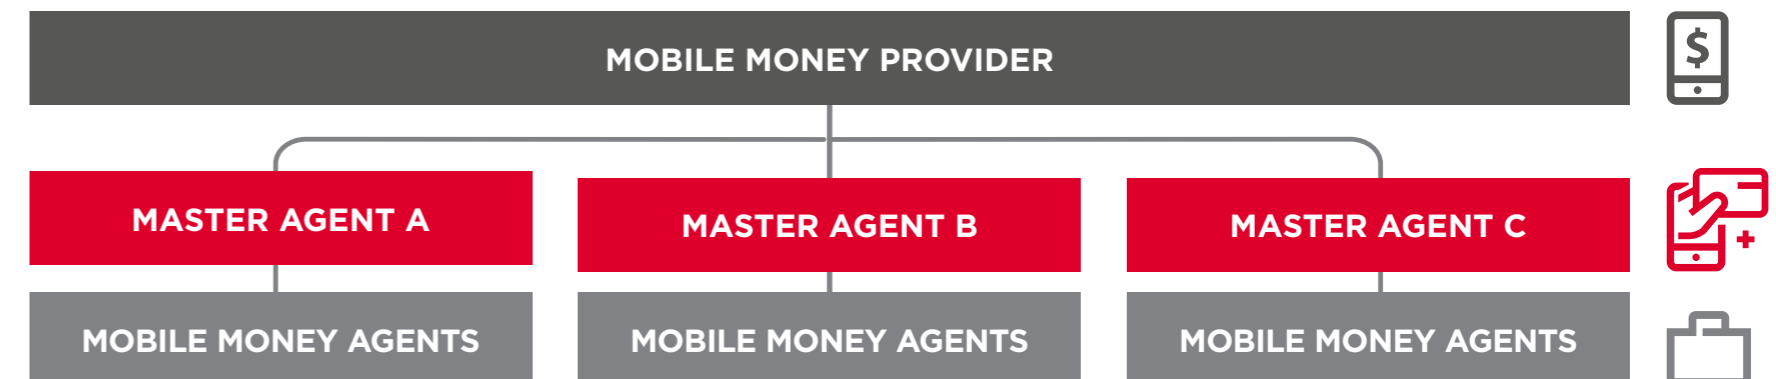 MOBILE MONEY PROVIDER
$
MASTER AGENT A
MASTER AGENT B
MASTER AGENT C
MOBILE MONEY AGENTS
MOBILE MONEY AGENTS
MOBILE MONEY AGENTS